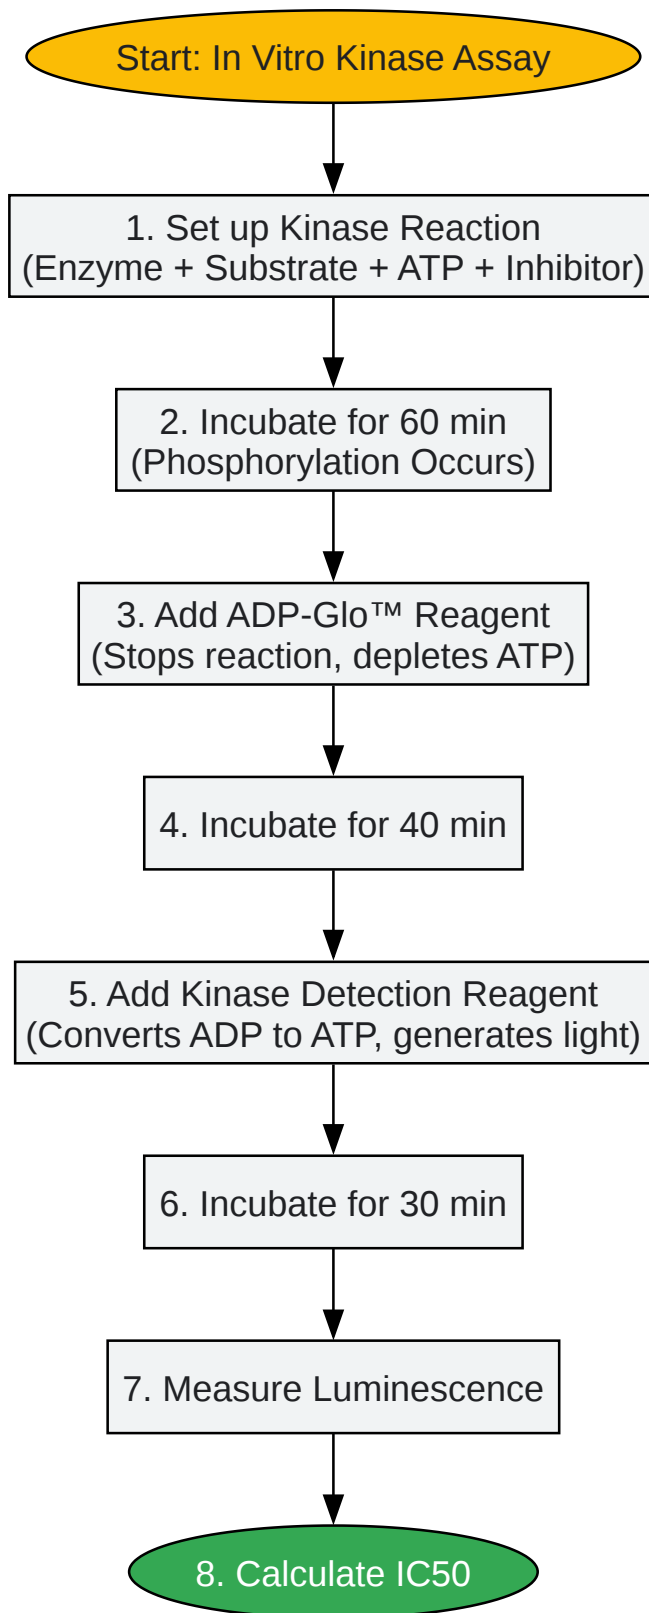 Start: In Vitro Kinase Assay
1. Set up Kinase Reaction
(Enzyme + Substrate + ATP + Inhibitor)
2. Incubate for 60 min
(Phosphorylation Occurs)
3. Add ADP-Glo™ Reagent
(Stops reaction, depletes ATP)
4. Incubate for 40 min
5. Add Kinase Detection Reagent
(Converts ADP to ATP, generates light)
6. Incubate for 30 min
7. Measure Luminescence
8. Calculate IC50